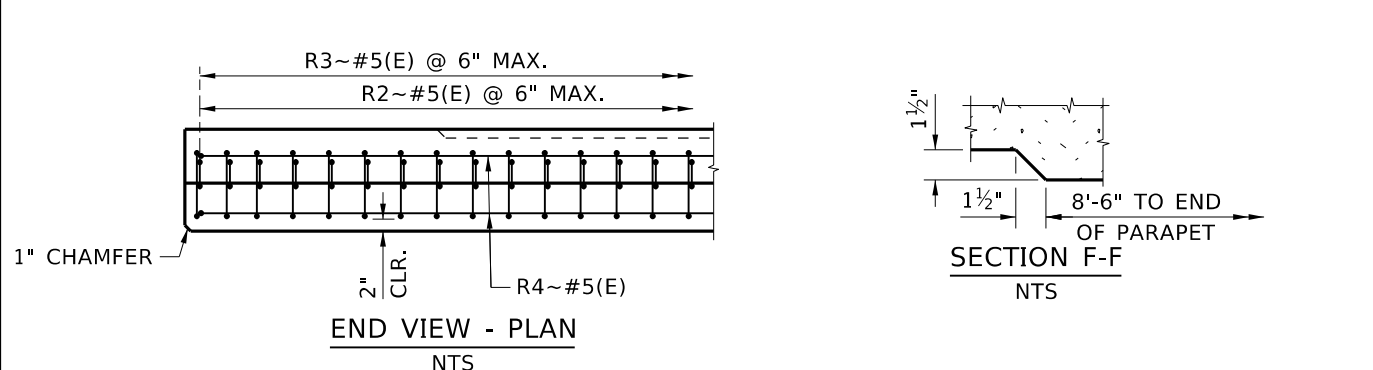 R3~#5(E) @ 6" MAX.
R2~#5(E) @ 6" MAX.
1" CHAMFER
2"
CLR.
R4~#5(E)
END VIEW - PLAN
NTS
1½"
1½"
8'-6" TO END
OF PARAPET
SECTION F-F
NTS